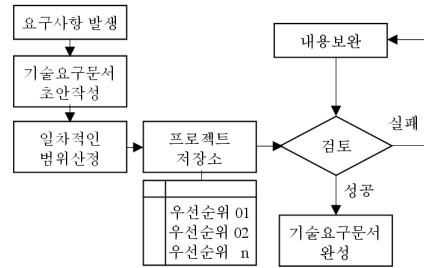 요구사항 발생
기술요구문서
초안작성
일차적인
범위산정
프로젝트
저장소
우선순위 01
우선순위 02
우선순위 n
내용보완
검토
실패
성공
기술요구문서
완성